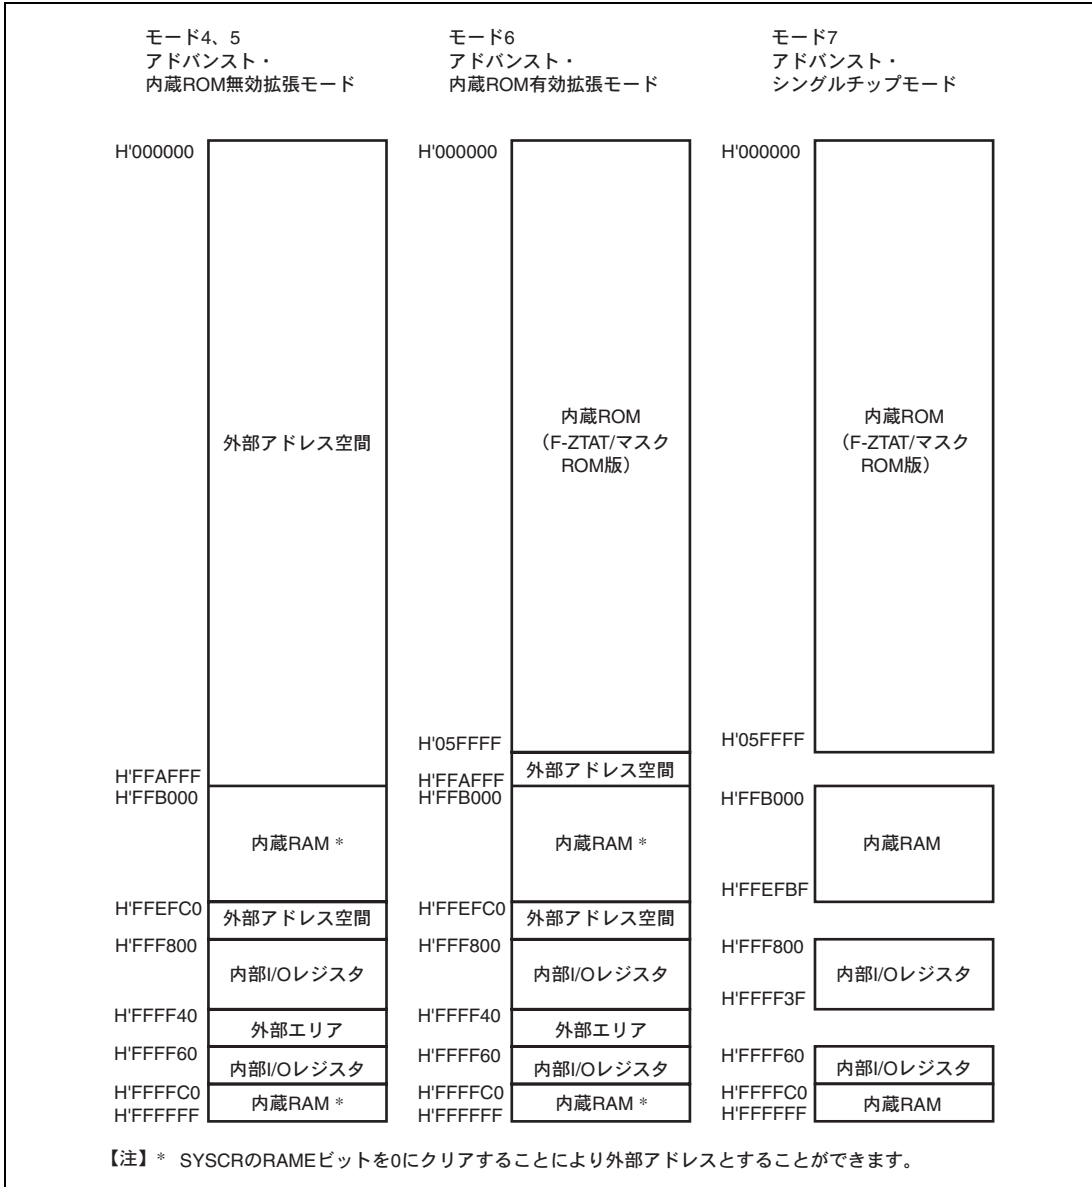 モード4、5
アドバンスト・
内蔵ROM無効拡張モード
H'000000
外部アドレス空間
H'FFAFFF
H'FFB000
内蔵RAM *
H'FFEFC0
外部アドレス空間
H'FFF800
内部I/Oレジスタ
H'FFFF40
外部エリア
H'FFFF60
内部I/Oレジスタ
H'FFFFC0
内蔵RAM *
H'FFFFFF
モード6
アドバンスト・
内蔵ROM有効拡張モード
H'000000
内蔵ROM
(F-ZTAT/マスク
ROM版)
H'05FFFF
外部アドレス空間
H'FFAFFF
H'FFB000
内蔵RAM *
H'FFEFC0
外部アドレス空間
H'FFF800
内部I/Oレジスタ
H'FFFF40
外部エリア
H'FFFF60
内部I/Oレジスタ
H'FFFFC0
内蔵RAM *
H'FFFFFF
モード7
アドバンスト・
シングルチップモード
H'000000
内蔵ROM
(F-ZTAT/マスク
ROM版)
H'05FFFF
H'FFB000
内蔵RAM
H'FFEFBF
H'FFF800
内部I/Oレジスタ
H'FFFF3F
H'FFFF60
内部I/Oレジスタ
H'FFFFC0
内蔵RAM
H'FFFFFF
【注】* SYSCRのRAMEビットを0にクリアすることにより外部アドレスとすることができます。